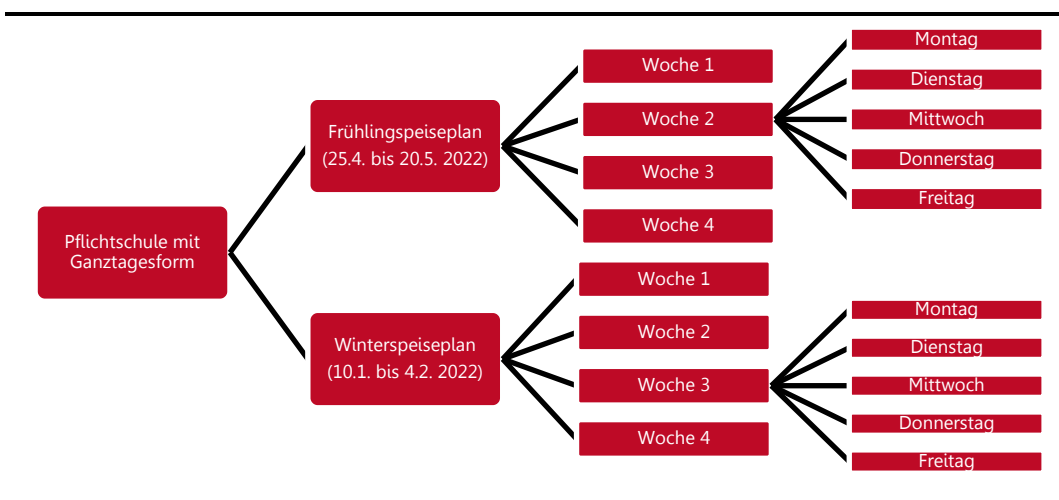 Pflichtschule mit
Ganztagesform
Frühlingspeiseplan
(25.4. bis 20.5. 2022)
Woche 1
Woche 2
Montag
Dienstag
Mittwoch
Donnerstag
Freitag
Woche 3
Woche 4
Winterspeiseplan
(10.1. bis 4.2. 2022)
Woche 1
Woche 2
Woche 3
Montag
Dienstag
Mittwoch
Donnerstag
Freitag
Woche 4